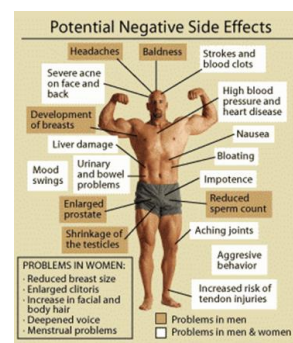 Potential Negative Side Effects
Headaches
Baldness
Strokes and
blood clots
Severe acne
on face and
back
High blood
pressure and
heart disease
Development
of breasts
Nausea
Liver damage
Bloating
Mood
swings
Urinary
and bowel
problems
Impotence
Enlarged
prostate
Reduced
sperm count
Shrinkage of
the testicles
Aching joints
Aggresive
behavior
PROBLEMS IN WOMEN:
· Reduced breast size
· Enlarged clitoris
· Increase in facial and
body hair
· Deepened voice
· Menstrual problems
Increased risk of
tendon injuries
Problems in men
Problems in men & women